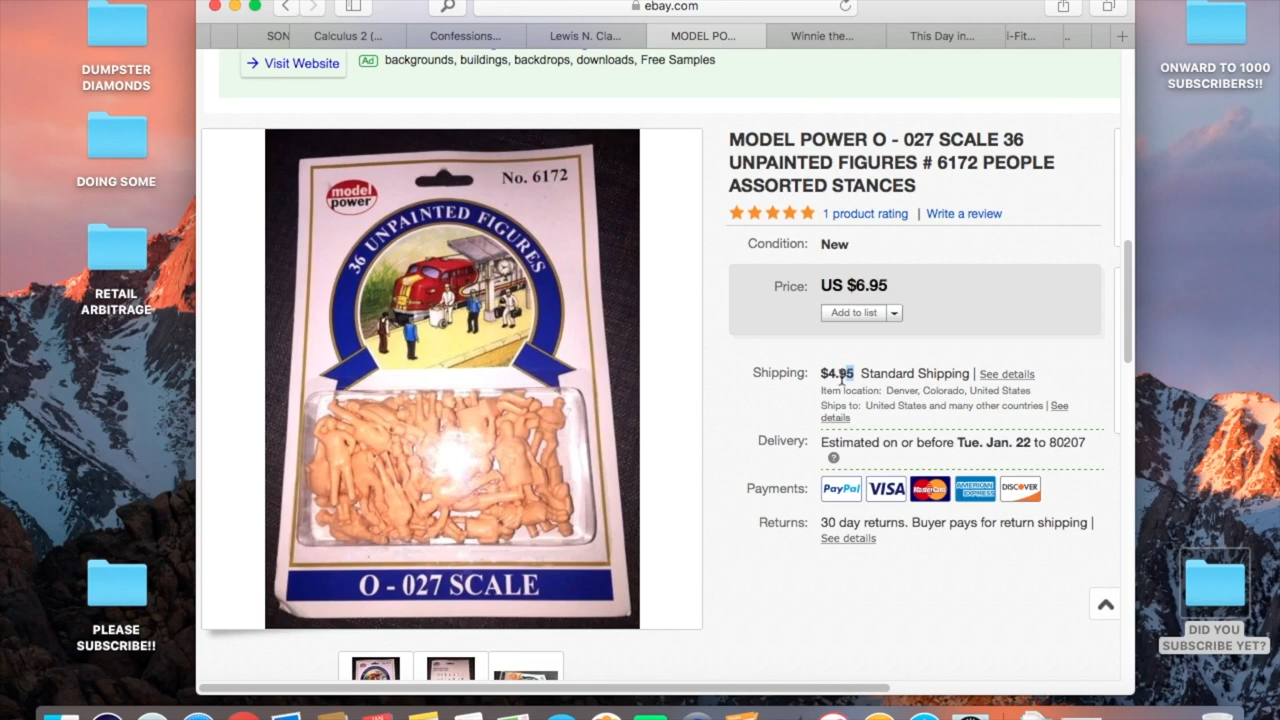 ebay.com
SON
Calculus 2 (...
Confessions...
Lewis N. Cla...
MODEL PO...
Winnie the...
This Day in...
I-Fit...
..
Visit Website
Ad
backgrounds, buildings, backdrops, downloads, Free Samples
DUMPSTER
DIAMONDS
DOING SOME
RETAIL
ARBITRAGE
PLEASE
SUBSCRIBE!!
ONWARD TO 1000
SUBSCRIBERS!!
DID YOU
SUBSCRIBE YET?
No. 6172
model
power
36 UNPAINTED FIGURES
O - 027 SCALE
MODEL POWER O - 027 SCALE 36
UNPAINTED FIGURES # 6172 PEOPLE
ASSORTED STANCES
1 product rating | Write a review
Condition: New
Price: US $6.95
Add to list
Shipping: $4.95 Standard Shipping | See details
Item location: Denver, Colorado, United States
Ships to: United States and many other countries | See
details
Delivery: Estimated on or before Tue. Jan. 22 to 80207
?
Payments: PayPal VISA MasterCard AMERICAN EXPRESS DISCOVER
Returns: 30 day returns. Buyer pays for return shipping |
See details